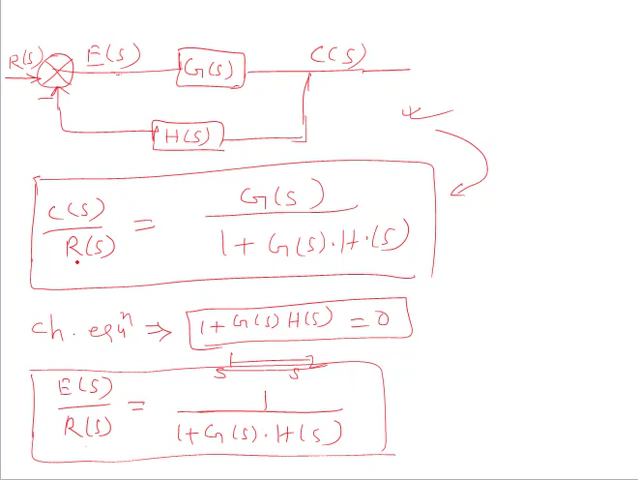 R(S) E(S) G(S) C(S)
H(S)
C(S) / R(S) = G(S) / 1 + G(S) . H . (S)
ch. eqⁿ ⇒ 1 + G(S) H(S) = 0
S S
E(S) / R(S) = 1 / 1 + G(S) . H(S)